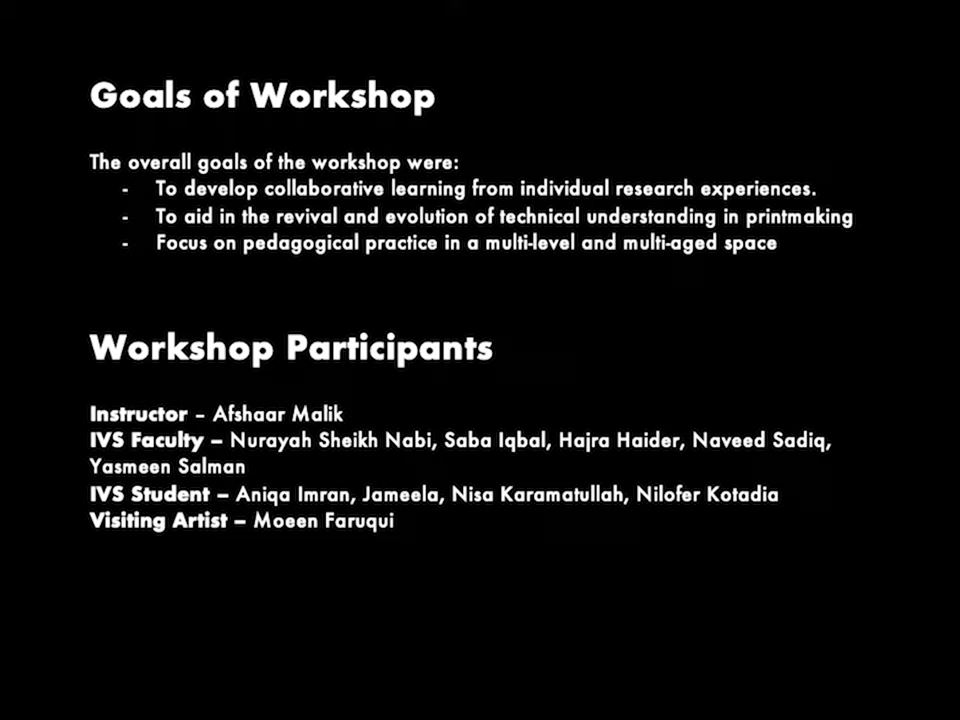 Goals of Workshop
The overall goals of the workshop were:
- To develop collaborative learning from individual research experiences.
- To aid in the revival and evolution of technical understanding in printmaking
- Focus on pedagogical practice in a multi-level and multi-aged space
Workshop Participants
Instructor – Afshaar Malik
IVS Faculty – Nurayah Sheikh Nabi, Saba Iqbal, Hajra Haider, Naveed Sadiq,
Yasmeen Salman
IVS Student – Aniqa Imran, Jameela, Nisa Karamatullah, Nilofer Kotadia
Visiting Artist – Moeen Faruqui